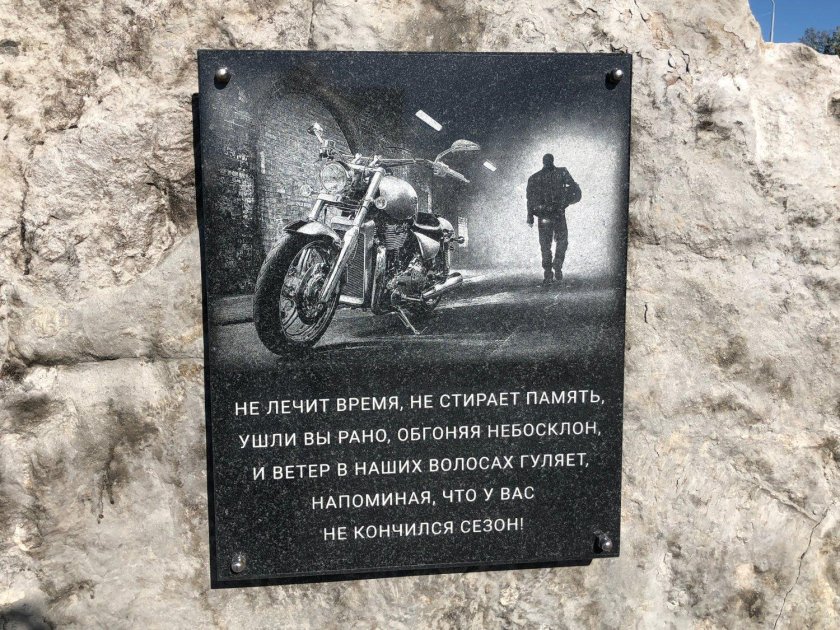 НЕ ЛЕЧИТ ВРЕМЯ, НЕ СТИРАЕТ ПАМЯТЬ,
УШЛИ ВЫ РАНО, ОБГОНЯЯ НЕБОСКЛОН,
И ВЕТЕР В НАШИХ ВОЛОСАХ ГУЛЯЕТ,
НАПОМИНАЯ, ЧТО У ВАС
НЕ КОНЧИЛСЯ СЕЗОН!